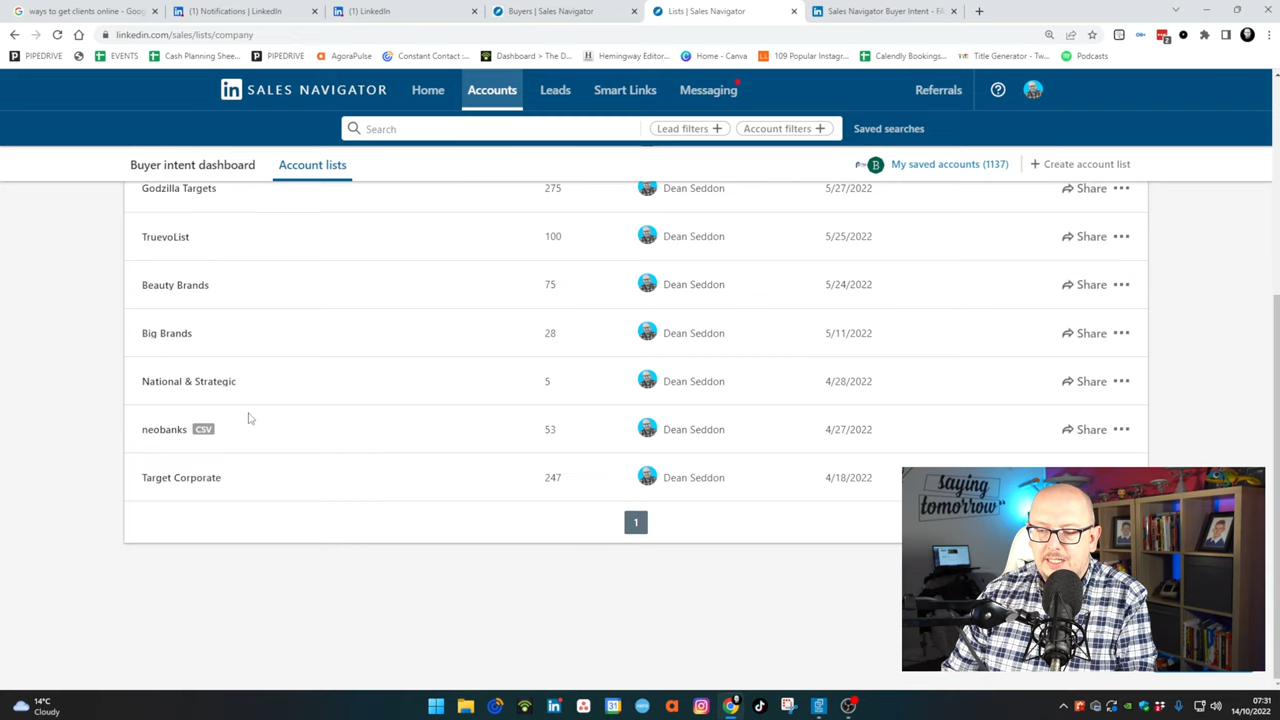 ways to get clients online - Goog
(1) Notifications | LinkedIn
(1) LinkedIn
Buyers | Sales Navigator
Lists | Sales Navigator
Sales Navigator Buyer Intent - FA
linkedin.com/sales/lists/company
PIPEDRIVE
EVENTS
Cash Planning Shee...
PIPEDRIVE
AgoraPulse
Constant Contact :...
Dashboard > The D...
Hemingway Editor...
Home - Canva
109 Popular Instagr...
Calendly Bookings...
Title Generator - Tw...
Podcasts
in SALES NAVIGATOR
Home
Accounts
Leads
Smart Links
Messaging
Referrals
Search
Lead filters +
Account filters +
Saved searches
Buyer intent dashboard
Account lists
B My saved accounts (1137)
+ Create account list
Godzilla Targets 275 Dean Seddon 5/27/2022 Share
TruevoList 100 Dean Seddon 5/25/2022 Share
Beauty Brands 75 Dean Seddon 5/24/2022 Share
Big Brands 28 Dean Seddon 5/11/2022 Share
National & Strategic 5 Dean Seddon 4/28/2022 Share
neobanks CSV 53 Dean Seddon 4/27/2022 Share
Target Corporate 247 Dean Seddon 4/18/2022
1
saying
tomorrow"
14°C
Cloudy
07:31
14/10/2022